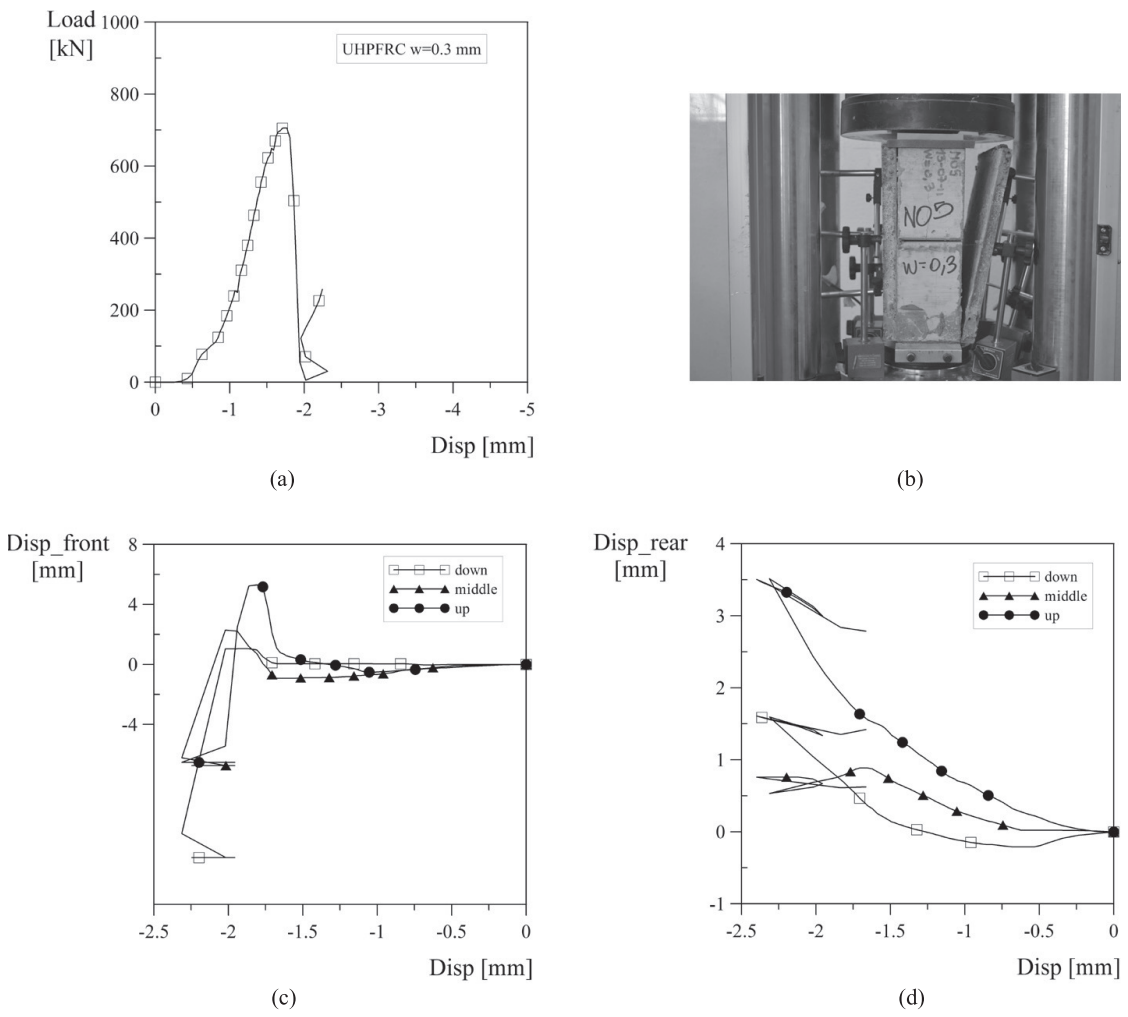 Load
[kN]
1000
800
600
400
200
0
UHPFRC w=0.3 mm
0
-1
-2
-3
-4
-5
Disp [mm]
(a)
NO5
W=0,3
(b)
Disp_front
[mm]
8
4
0
-4
down
middle
up
-2.5
-2
-1.5
-1
-0.5
0
Disp [mm]
(c)
Disp_rear
[mm]
4
3
2
1
0
-1
down
middle
up
-2.5
-2
-1.5
-1
-0.5
0
Disp [mm]
(d)